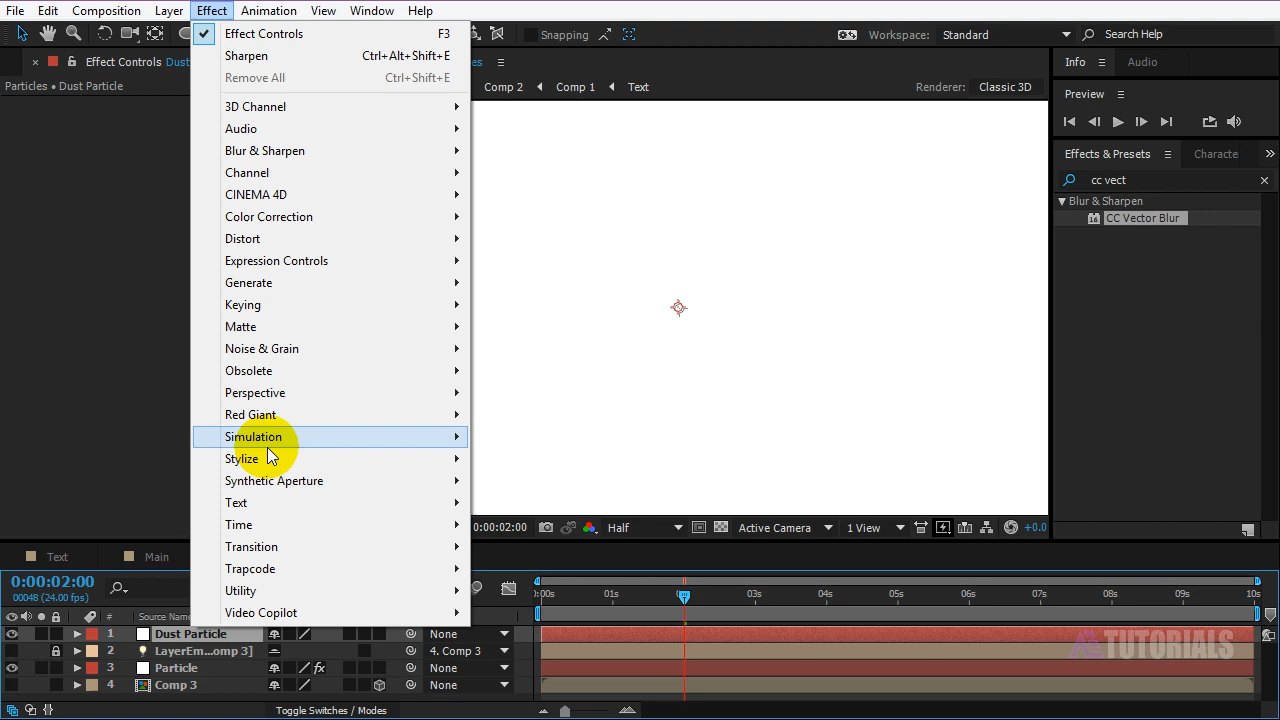 File Edit Composition Layer Effect Animation View Window Help
Snapping Workspace: Standard Search Help
Effect Controls Dust
Particles • Dust Particle
Effect Controls F3
Sharpen Ctrl+Alt+Shift+E
Remove All Ctrl+Shift+E
3D Channel
Audio
Blur & Sharpen
Channel
CINEMA 4D
Color Correction
Distort
Expression Controls
Generate
Keying
Matte
Noise & Grain
Obsolete
Perspective
Red Giant
Simulation
Stylize
Synthetic Aperture
Text
Time
Transition
Trapcode
Utility
Video Copilot
es
Comp 2 Comp 1 Text Renderer: Classic 3D
Info Audio
Preview
Effects & Presets Characte
cc vect
Blur & Sharpen
16 CC Vector Blur
0:00:02:00 Half Active Camera 1 View +0.0
Text Main
0:00:02:00
00048 (24.00 fps)
:00s 01s 03s 04s 05s 06s 07s 08s 09s 10s
# Source Name
1 Dust Particle None
2 LayerEm...omp 3] 4. Comp 3
3 Particle fx None
4 Comp 3 None
Toggle Switches / Modes
AE TUTORIALS